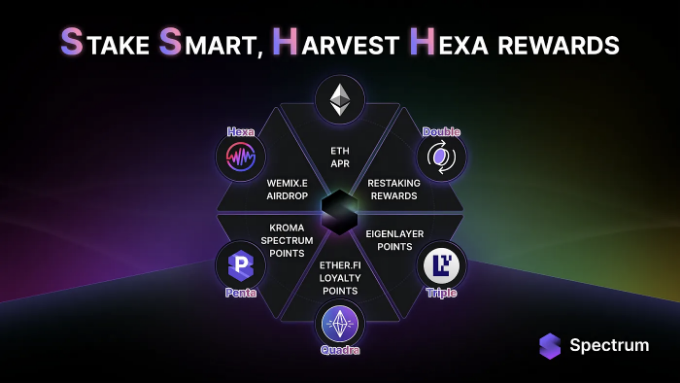 STAKE SMART, HARVEST HEXA REWARDS
ETH
APR
Double
RESTAKING
REWARDS
EIGENLAYER
POINTS
Triple
ETHER.FI
LOYALTY
POINTS
Quadra
KROMA
SPECTRUM
POINTS
P
Penta
Hexa
WEMIX.E
AIRDROP
Spectrum